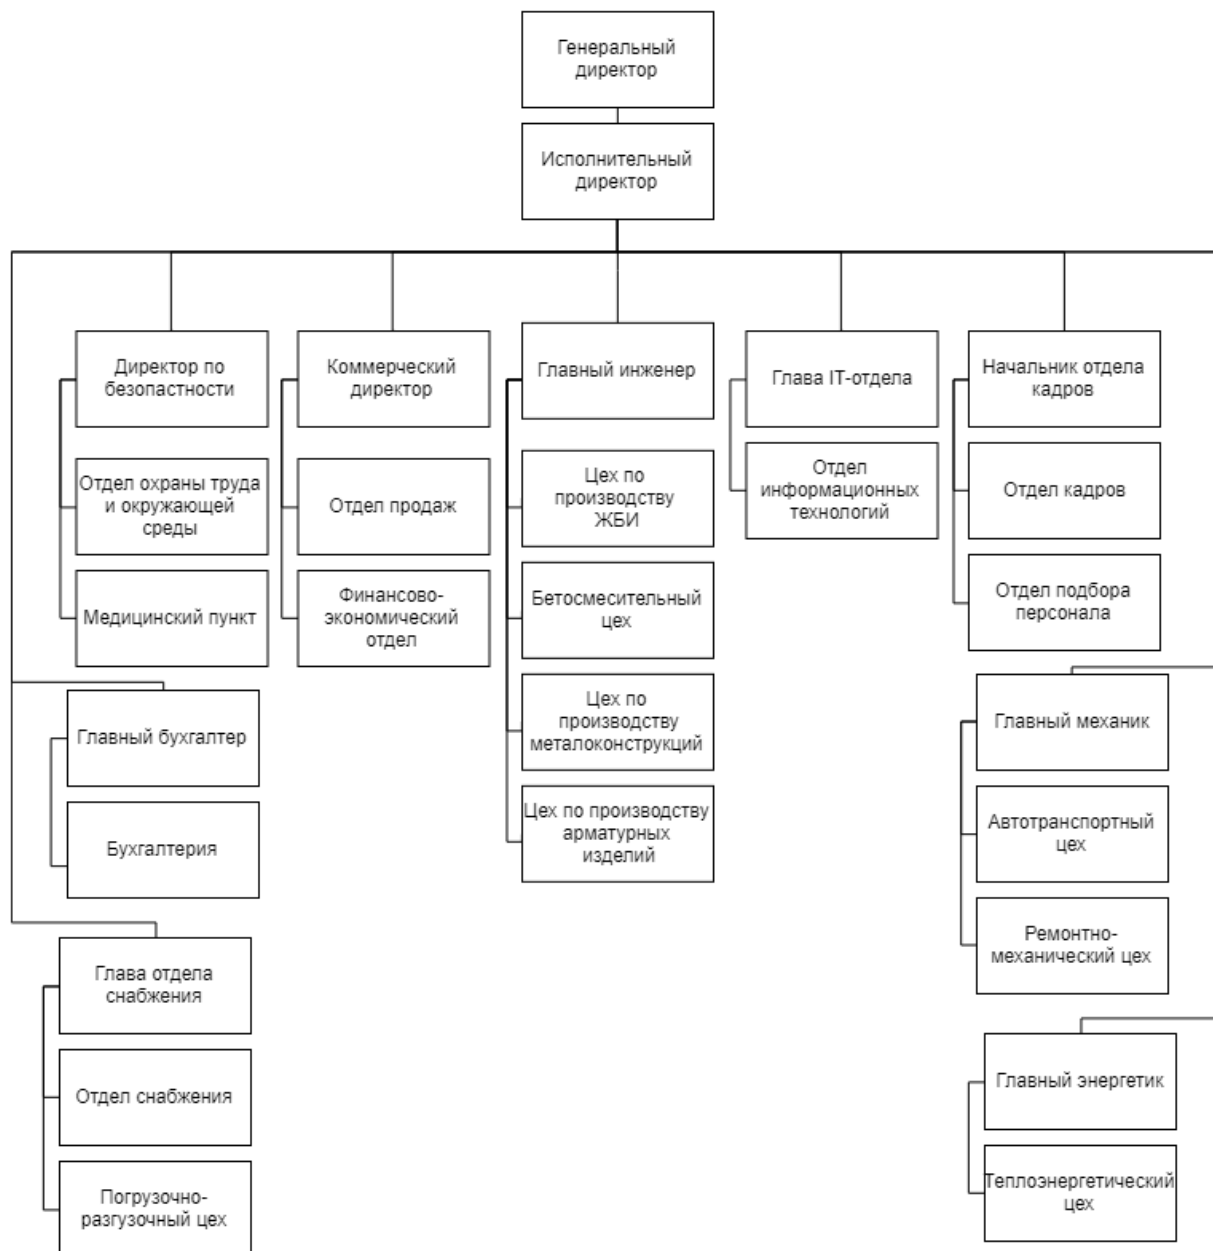 Генеральный
директор
Исполнительный
директор
Директор по
безопастности
Отдел охраны труда
и окружающей
среды
Медицинский пункт
Коммерческий
директор
Отдел продаж
Финансово-
экономический
отдел
Главный инженер
Цех по
производству
ЖБИ
Бетосмесительный
цех
Цех по
производству
металоконструкций
Цех по производству
арматурных
изделий
Глава IT-отдела
Отдел
информационных
технологий
Начальник отдела
кадров
Отдел кадров
Отдел подбора
персонала
Главный бухгалтер
Бухгалтерия
Глава отдела
снабжения
Отдел снабжения
Погрузочно-
разгузочный цех
Главный механик
Автотранспортный
цех
Ремонтно-
механический цех
Главный энергетик
Теплоэнергетический
цех